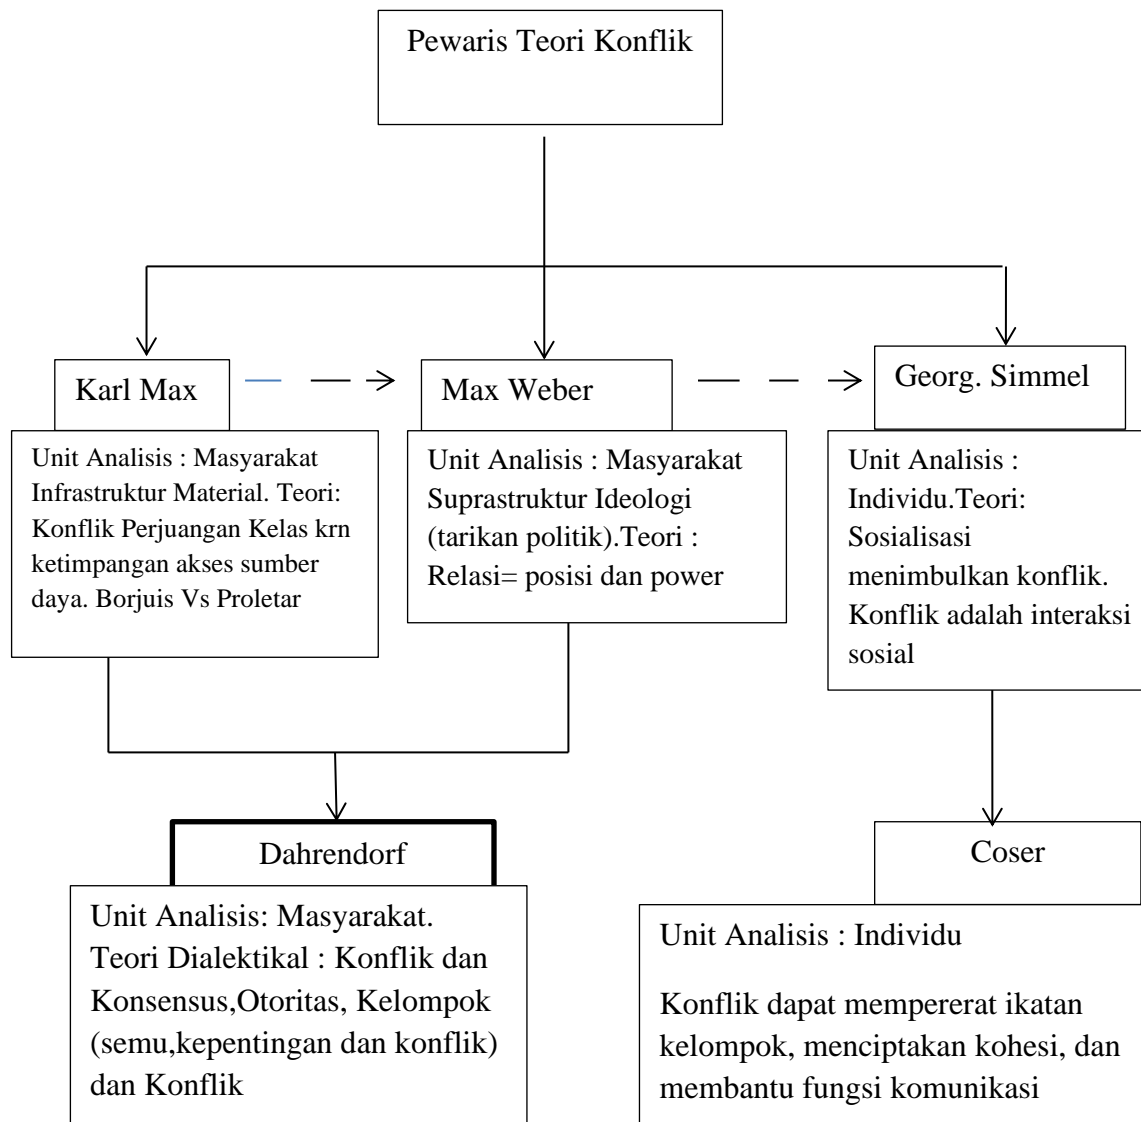 Pewaris Teori Konflik
Karl Max
Max Weber
Georg. Simmel
Unit Analisis : Masyarakat
Infrastruktur Material. Teori:
Konflik Perjuangan Kelas krn
ketimpangan akses sumber
daya. Borjuis Vs Proletar
Unit Analisis : Masyarakat
Suprastruktur Ideologi
(tarikan politik).Teori :
Relasi= posisi dan power
Unit Analisis :
Individu.Teori:
Sosialisasi
menimbulkan konflik.
Konflik adalah interaksi
sosial
Dahrendorf
Unit Analisis: Masyarakat.
Teori Dialektikal : Konflik dan
Konsensus,Otoritas, Kelompok
(semu,kepentingan dan konflik)
dan Konflik
Coser
Unit Analisis : Individu
Konflik dapat mempererat ikatan
kelompok, menciptakan kohesi, dan
membantu fungsi komunikasi